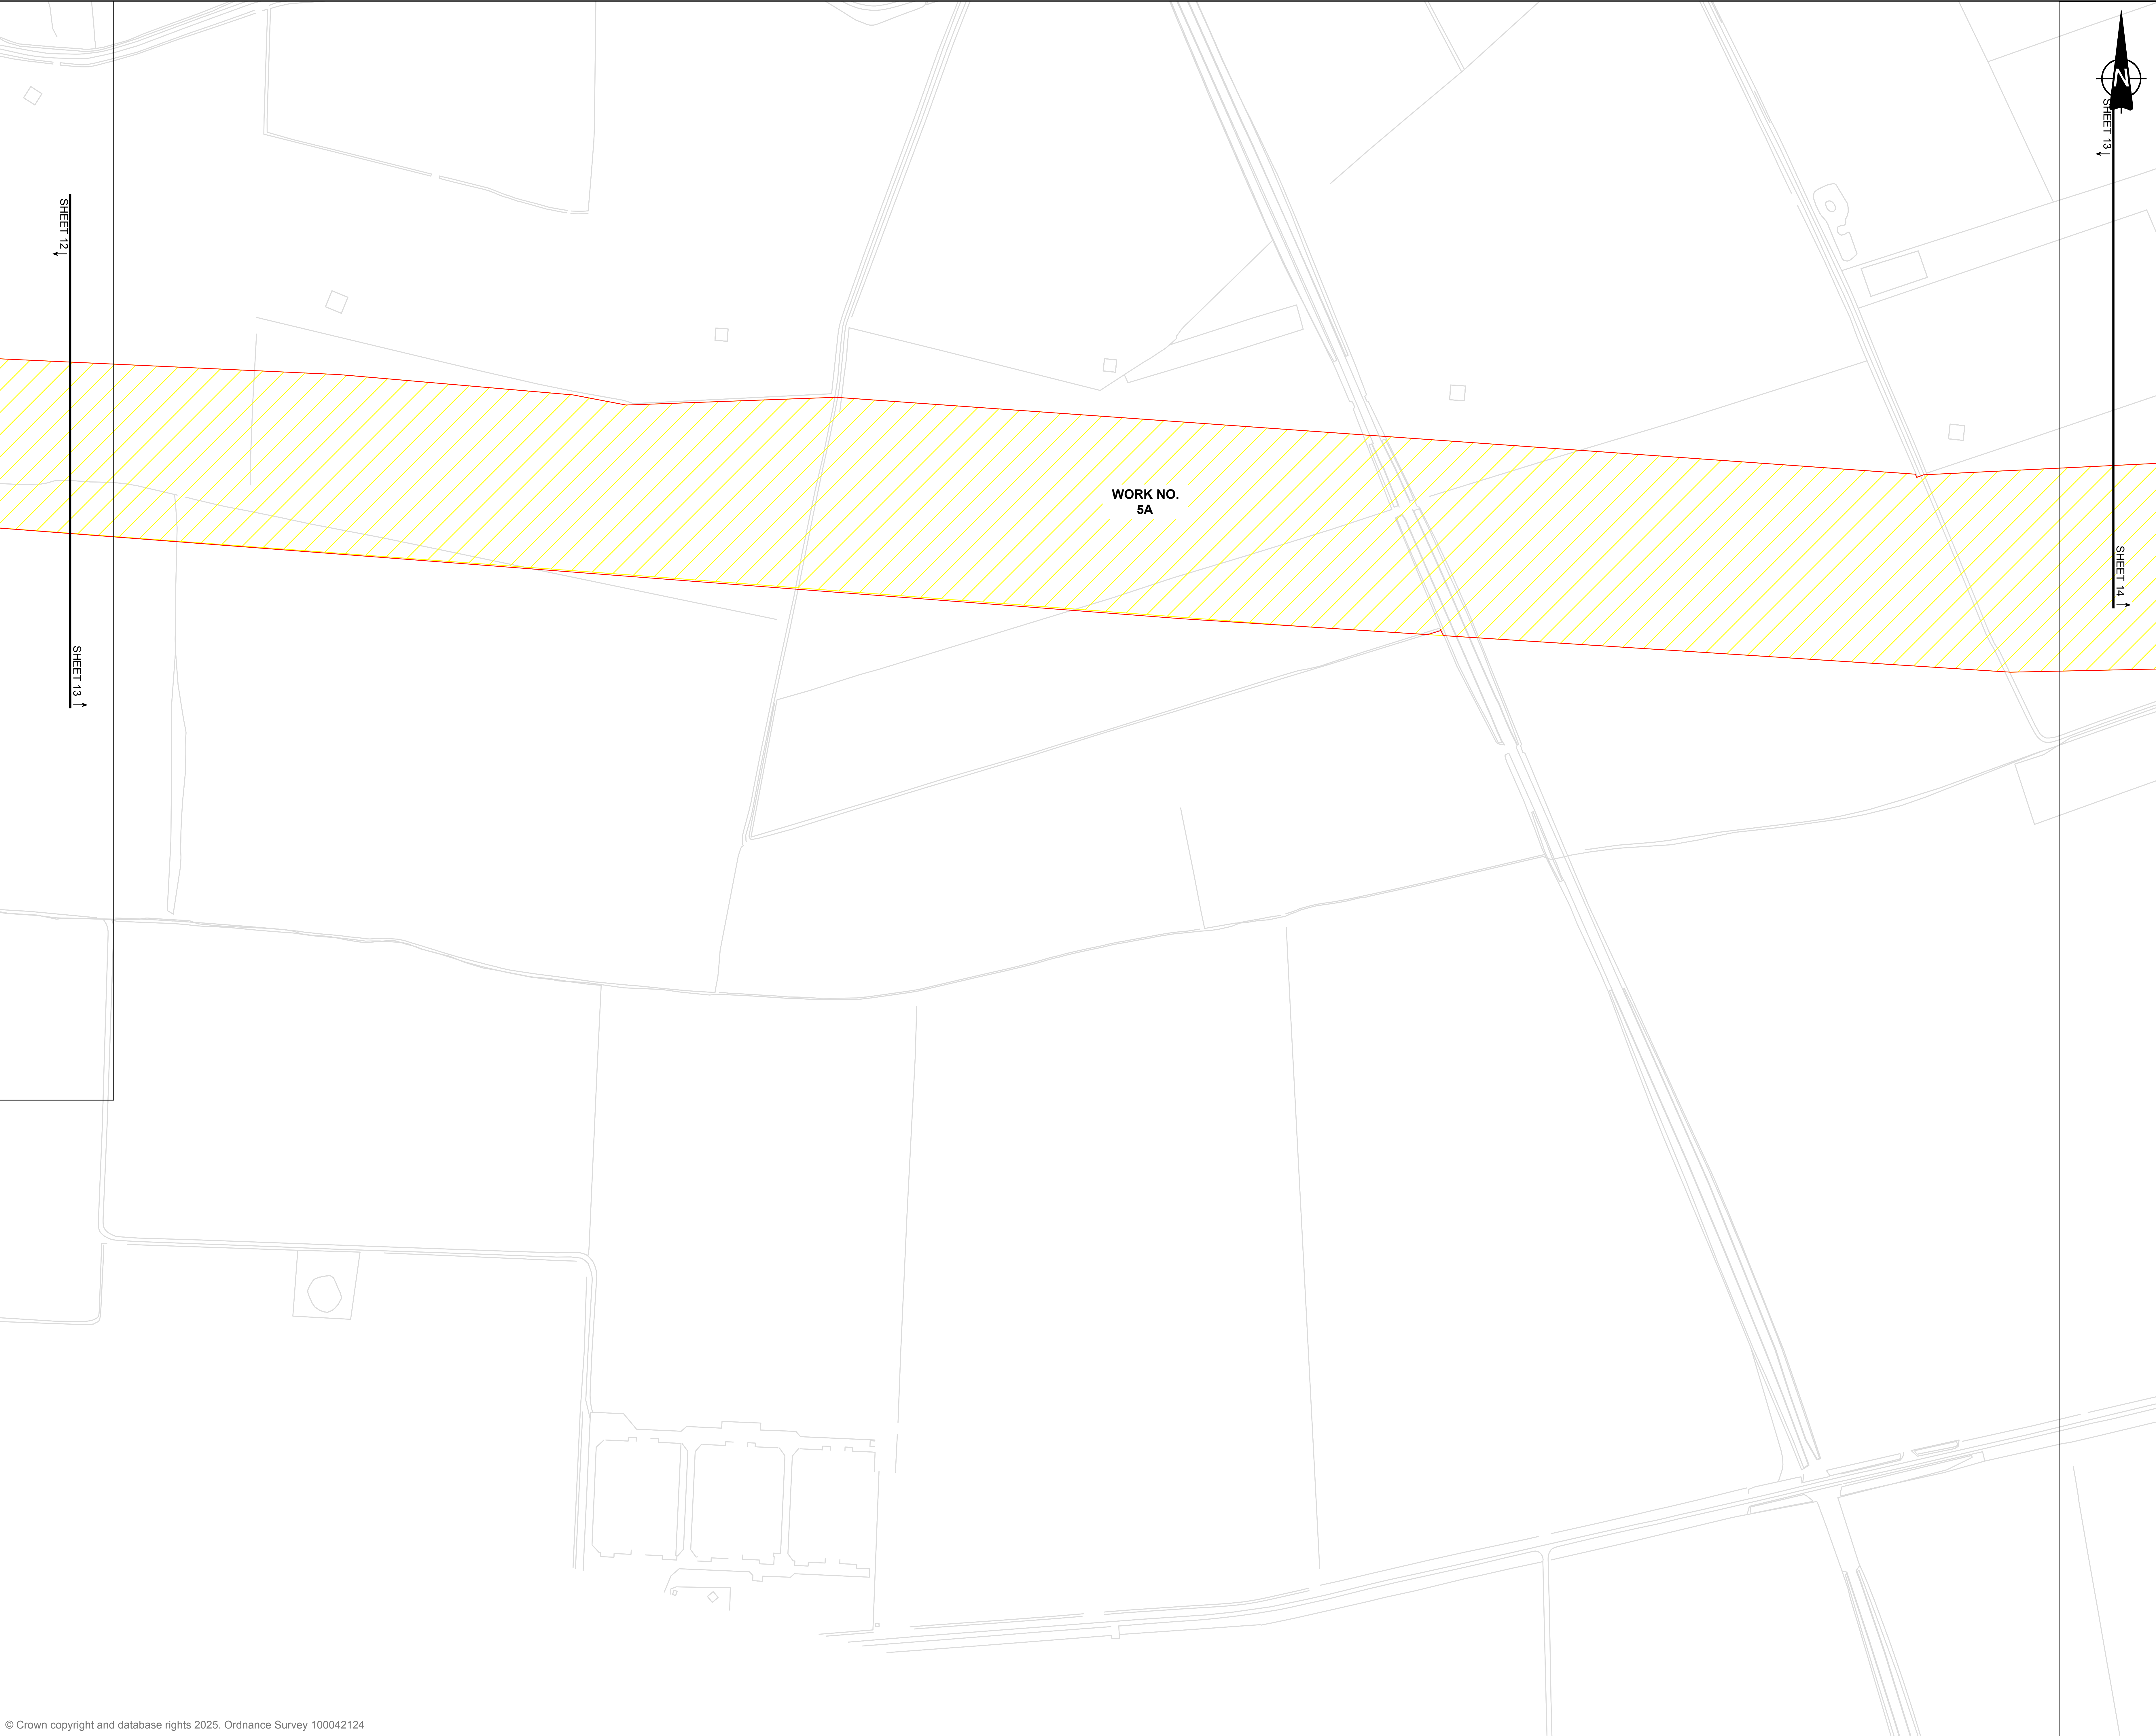 N
SHEET 13
SHEET 12
WORK NO.
5A
SHEET 14
SHEET 13
© Crown copyright and database rights 2025. Ordnance Survey 100042124